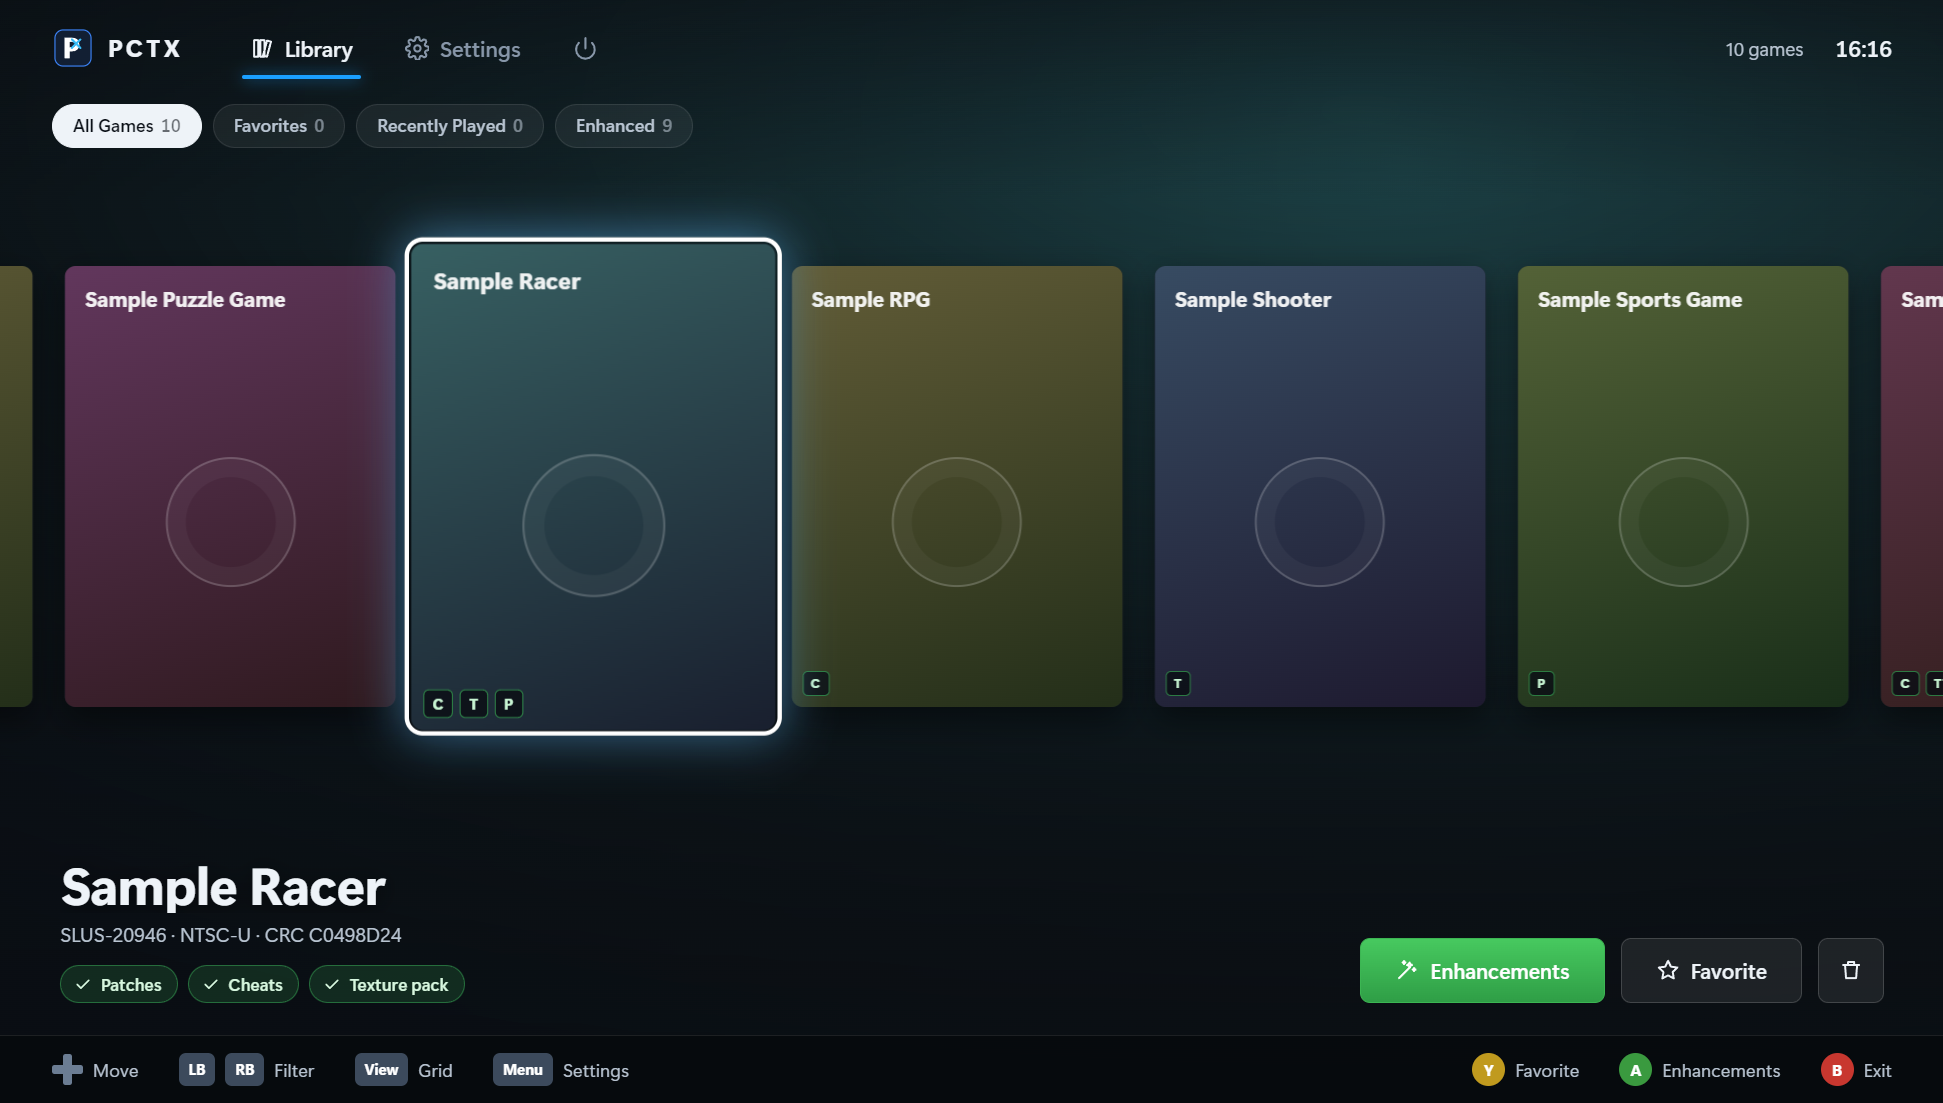 PCTX
Library
Settings
10 games
16:16
All Games 10
Favorites 0
Recently Played 0
Enhanced 9
Sample Puzzle Game
Sample Racer
C T P
Sample RPG
C
Sample Shooter
T
Sample Sports Game
P
Sam
C T
Sample Racer
SLUS-20946 · NTSC-U · CRC C0498D24
Patches
Cheats
Texture pack
Enhancements
Favorite
Move
LB RB Filter
View Grid
Menu Settings
Y Favorite
A Enhancements
B Exit